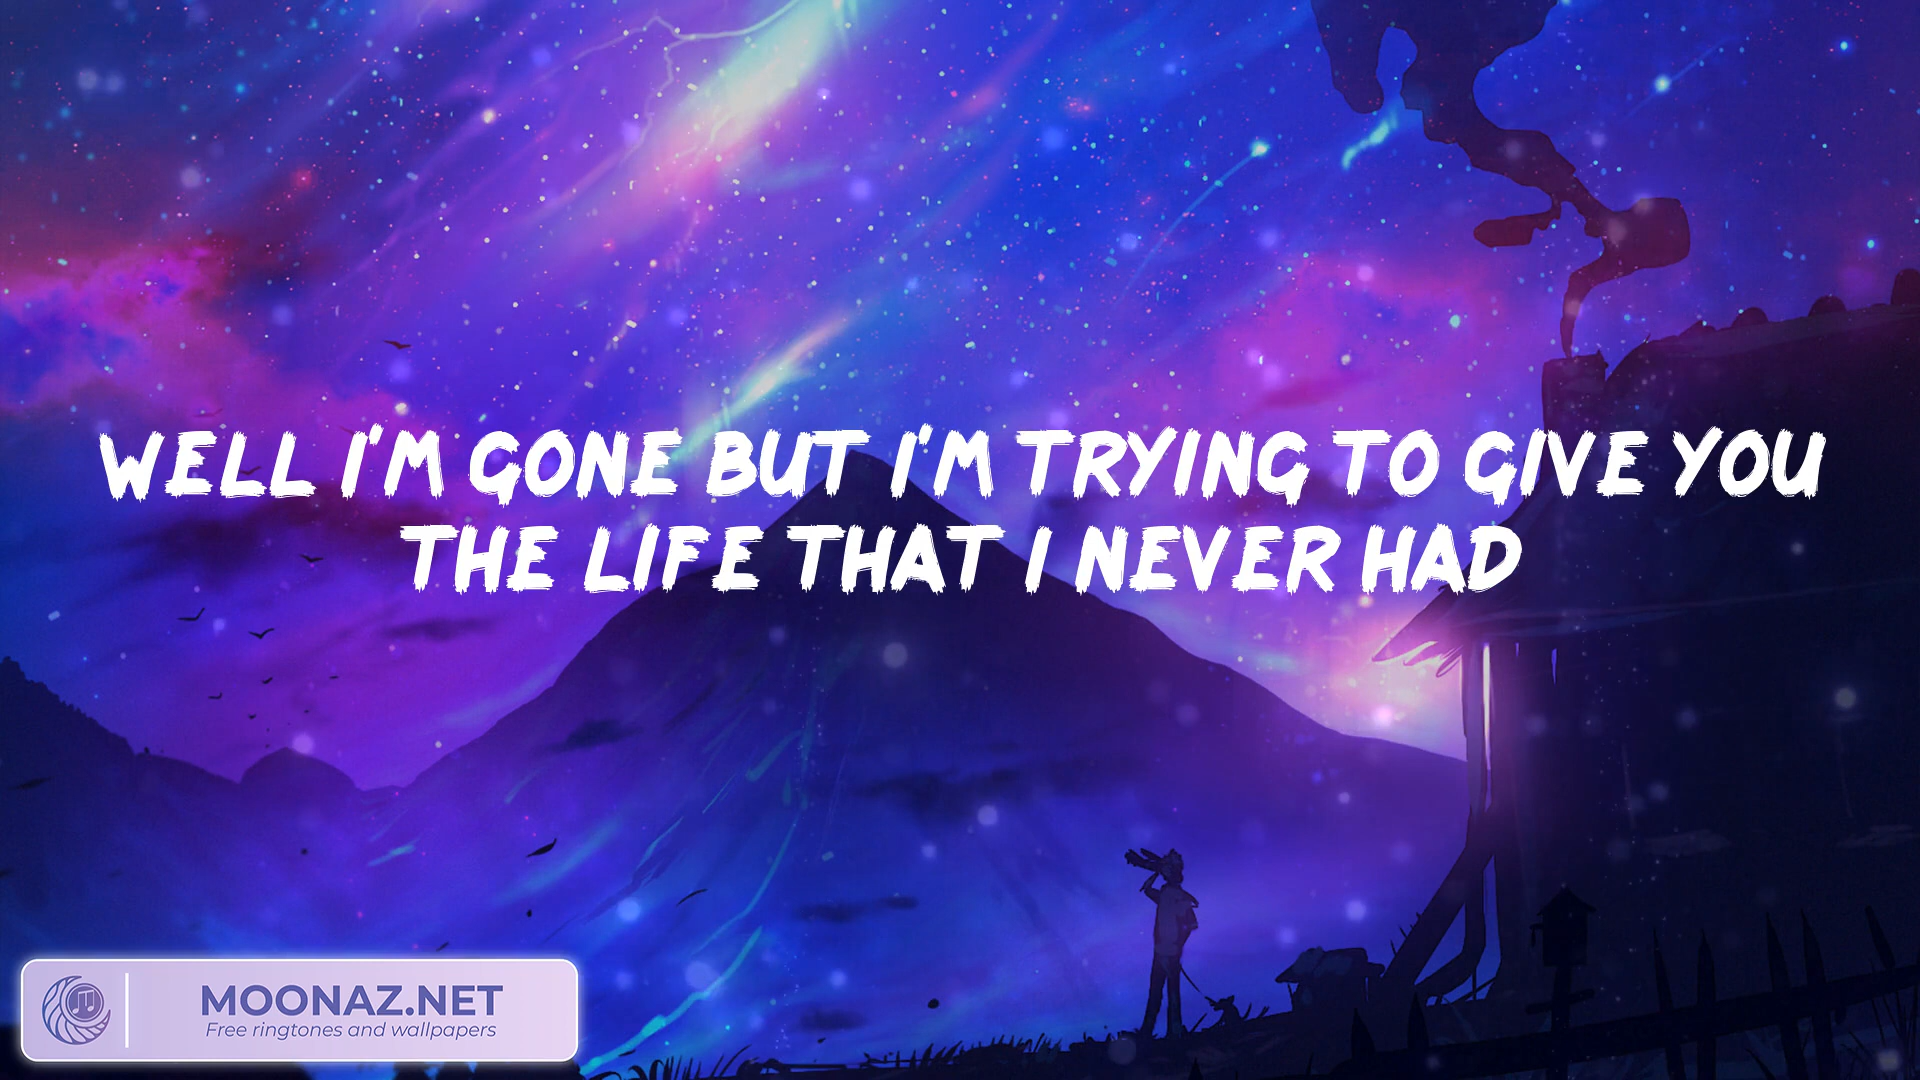 WELL I'M GONE BUT I'M TRYING TO GIVE YOU
THE LIFE THAT I NEVER HAD
MOONAZ.NET
Free ringtones and wallpapers